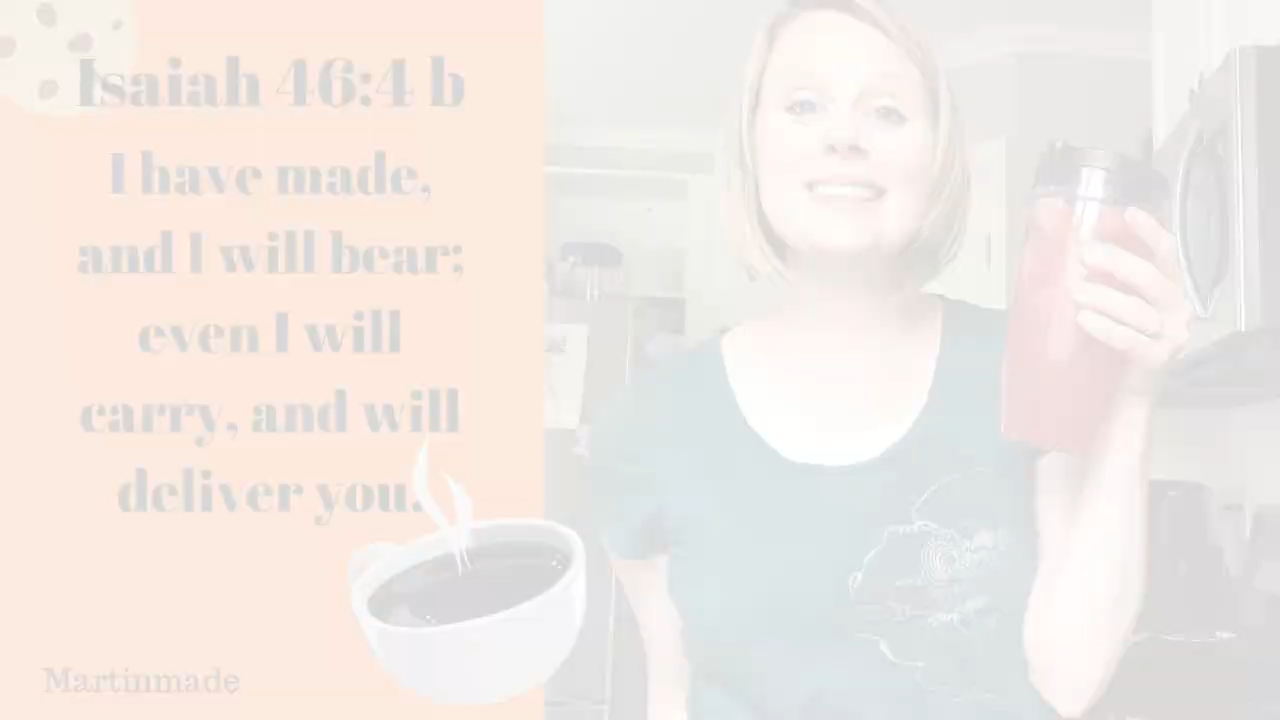 Isaiah 46:4 b
I have made,
and I will bear;
even I will
carry, and will
deliver you.
Martinmade